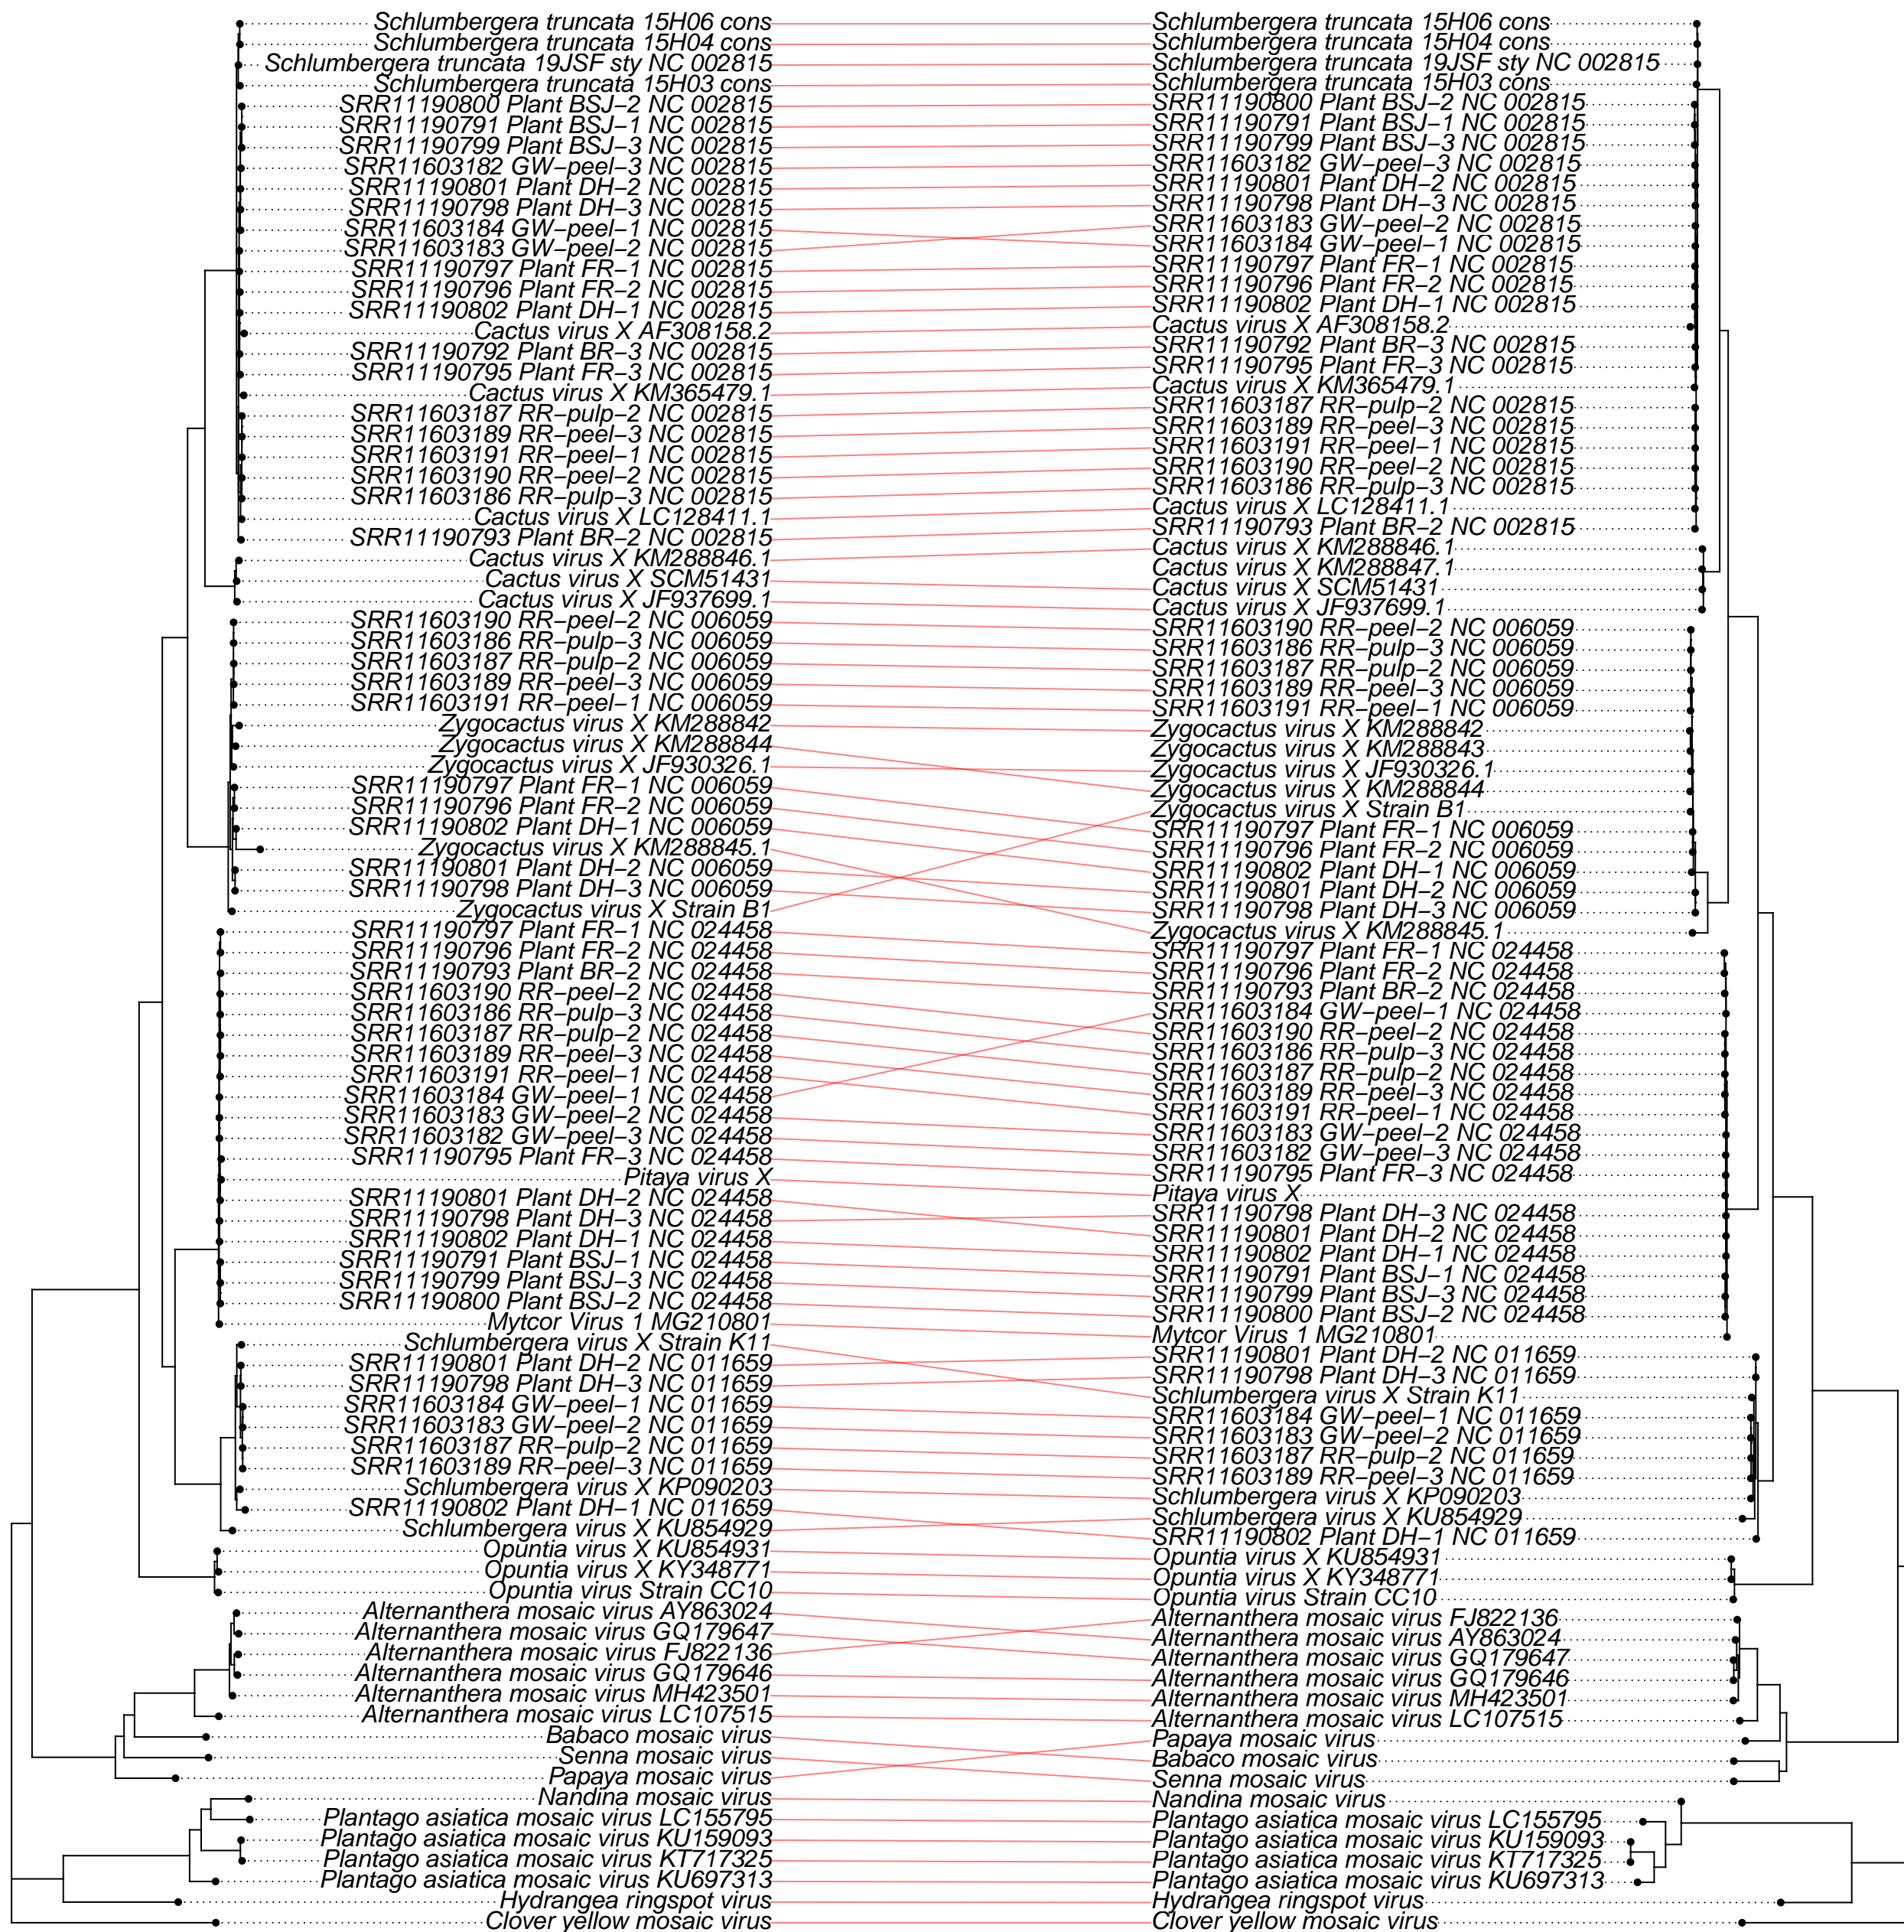 Schlumbergera truncata 15H06 cons
Schlumbergera truncata 15H04 cons
Schlumbergera truncata 19JSF sty NC 002815
Schlumbergera truncata 15H03 cons
SRR11190800 Plant BSJ−2 NC 002815
SRR11190791 Plant BSJ−1 NC 002815
SRR11190799 Plant BSJ−3 NC 002815
SRR11603182 GW−peel−3 NC 002815
SRR11190801 Plant DH−2 NC 002815
SRR11190798 Plant DH−3 NC 002815
SRR11603184 GW−peel−1 NC 002815
SRR11603183 GW−peel−2 NC 002815
SRR11190797 Plant FR−1 NC 002815
SRR11190796 Plant FR−2 NC 002815
SRR11190802 Plant DH−1 NC 002815
Cactus virus X AF308158.2
SRR11190792 Plant BR−3 NC 002815
SRR11190795 Plant FR−3 NC 002815
Cactus virus X KM365479.1
SRR11603187 RR−pulp−2 NC 002815
SRR11603189 RR−peel−3 NC 002815
SRR11603191 RR−peel−1 NC 002815
SRR11603190 RR−peel−2 NC 002815
SRR11603186 RR−pulp−3 NC 002815
Cactus virus X LC128411.1
SRR11190793 Plant BR−2 NC 002815
Cactus virus X KM288846.1
Cactus virus X SCM51431
Cactus virus X JF937699.1
SRR11603190 RR−peel−2 NC 006059
SRR11603186 RR−pulp−3 NC 006059
SRR11603187 RR−pulp−2 NC 006059
SRR11603189 RR−peel−3 NC 006059
SRR11603191 RR−peel−1 NC 006059
Zygocactus virus X KM288842
Zygocactus virus X KM288844
Zygocactus virus X JF930326.1
SRR11190797 Plant FR−1 NC 006059
SRR11190796 Plant FR−2 NC 006059
SRR11190802 Plant DH−1 NC 006059
Zygocactus virus X KM288845.1
SRR11190801 Plant DH−2 NC 006059
SRR11190798 Plant DH−3 NC 006059
Zygocactus virus X Strain B1
SRR11190797 Plant FR−1 NC 024458
SRR11190796 Plant FR−2 NC 024458
SRR11190793 Plant BR−2 NC 024458
SRR11603190 RR−peel−2 NC 024458
SRR11603186 RR−pulp−3 NC 024458
SRR11603187 RR−pulp−2 NC 024458
SRR11603189 RR−peel−3 NC 024458
SRR11603191 RR−peel−1 NC 024458
SRR11603184 GW−peel−1 NC 024458
SRR11603183 GW−peel−2 NC 024458
SRR11603182 GW−peel−3 NC 024458
SRR11190795 Plant FR−3 NC 024458
Pitaya virus X
SRR11190801 Plant DH−2 NC 024458
SRR11190798 Plant DH−3 NC 024458
SRR11190802 Plant DH−1 NC 024458
SRR11190791 Plant BSJ−1 NC 024458
SRR11190799 Plant BSJ−3 NC 024458
SRR11190800 Plant BSJ−2 NC 024458
Mytcor Virus 1 MG210801
Schlumbergera virus X Strain K11
SRR11190801 Plant DH−2 NC 011659
SRR11190798 Plant DH−3 NC 011659
SRR11603184 GW−peel−1 NC 011659
SRR11603183 GW−peel−2 NC 011659
SRR11603187 RR−pulp−2 NC 011659
SRR11603189 RR−peel−3 NC 011659
Schlumbergera virus X KP090203
SRR11190802 Plant DH−1 NC 011659
Schlumbergera virus X KU854929
Opuntia virus X KU854931
Opuntia virus X KY348771
Opuntia virus Strain CC10
Alternanthera mosaic virus AY863024
Alternanthera mosaic virus GQ179647
Alternanthera mosaic virus FJ822136
Alternanthera mosaic virus GQ179646
Alternanthera mosaic virus MH423501
Alternanthera mosaic virus LC107515
Babaco mosaic virus
Senna mosaic virus
Papaya mosaic virus
Nandina mosaic virus
Plantago asiatica mosaic virus LC155795
Plantago asiatica mosaic virus KU159093
Plantago asiatica mosaic virus KT717325
Plantago asiatica mosaic virus KU697313
Hydrangea ringspot virus
Clover yellow mosaic virus
Schlumbergera truncata 15H06 cons
Schlumbergera truncata 15H04 cons
Schlumbergera truncata 19JSF sty NC 002815
Schlumbergera truncata 15H03 cons
SRR11190800 Plant BSJ−2 NC 002815
SRR11190791 Plant BSJ−1 NC 002815
SRR11190799 Plant BSJ−3 NC 002815
SRR11603182 GW−peel−3 NC 002815
SRR11190801 Plant DH−2 NC 002815
SRR11190798 Plant DH−3 NC 002815
SRR11603183 GW−peel−2 NC 002815
SRR11603184 GW−peel−1 NC 002815
SRR11190797 Plant FR−1 NC 002815
SRR11190796 Plant FR−2 NC 002815
SRR11190802 Plant DH−1 NC 002815
Cactus virus X AF308158.2
SRR11190792 Plant BR−3 NC 002815
SRR11190795 Plant FR−3 NC 002815
Cactus virus X KM365479.1
SRR11603187 RR−pulp−2 NC 002815
SRR11603189 RR−peel−3 NC 002815
SRR11603191 RR−peel−1 NC 002815
SRR11603190 RR−peel−2 NC 002815
SRR11603186 RR−pulp−3 NC 002815
Cactus virus X LC128411.1
SRR11190793 Plant BR−2 NC 002815
Cactus virus X KM288846.1
Cactus virus X KM288847.1
Cactus virus X SCM51431
Cactus virus X JF937699.1
SRR11603190 RR−peel−2 NC 006059
SRR11603186 RR−pulp−3 NC 006059
SRR11603187 RR−pulp−2 NC 006059
SRR11603189 RR−peel−3 NC 006059
SRR11603191 RR−peel−1 NC 006059
Zygocactus virus X KM288842
Zygocactus virus X KM288843
Zygocactus virus X JF930326.1
Zygocactus virus X KM288844
Zygocactus virus X Strain B1
SRR11190797 Plant FR−1 NC 006059
SRR11190796 Plant FR−2 NC 006059
SRR11190802 Plant DH−1 NC 006059
SRR11190801 Plant DH−2 NC 006059
SRR11190798 Plant DH−3 NC 006059
Zygocactus virus X KM288845.1
SRR11190797 Plant FR−1 NC 024458
SRR11190796 Plant FR−2 NC 024458
SRR11190793 Plant BR−2 NC 024458
SRR11603184 GW−peel−1 NC 024458
SRR11603190 RR−peel−2 NC 024458
SRR11603186 RR−pulp−3 NC 024458
SRR11603187 RR−pulp−2 NC 024458
SRR11603189 RR−peel−3 NC 024458
SRR11603191 RR−peel−1 NC 024458
SRR11603183 GW−peel−2 NC 024458
SRR11603182 GW−peel−3 NC 024458
SRR11190795 Plant FR−3 NC 024458
Pitaya virus X
SRR11190798 Plant DH−3 NC 024458
SRR11190801 Plant DH−2 NC 024458
SRR11190802 Plant DH−1 NC 024458
SRR11190791 Plant BSJ−1 NC 024458
SRR11190799 Plant BSJ−3 NC 024458
SRR11190800 Plant BSJ−2 NC 024458
Mytcor Virus 1 MG210801
SRR11190801 Plant DH−2 NC 011659
SRR11190798 Plant DH−3 NC 011659
Schlumbergera virus X Strain K11
SRR11603184 GW−peel−1 NC 011659
SRR11603183 GW−peel−2 NC 011659
SRR11603187 RR−pulp−2 NC 011659
SRR11603189 RR−peel−3 NC 011659
Schlumbergera virus X KP090203
Schlumbergera virus X KU854929
SRR11190802 Plant DH−1 NC 011659
Opuntia virus X KU854931
Opuntia virus X KY348771
Opuntia virus Strain CC10
Alternanthera mosaic virus FJ822136
Alternanthera mosaic virus AY863024
Alternanthera mosaic virus GQ179647
Alternanthera mosaic virus GQ179646
Alternanthera mosaic virus MH423501
Alternanthera mosaic virus LC107515
Papaya mosaic virus
Babaco mosaic virus
Senna mosaic virus
Nandina mosaic virus
Plantago asiatica mosaic virus LC155795
Plantago asiatica mosaic virus KU159093
Plantago asiatica mosaic virus KT717325
Plantago asiatica mosaic virus KU697313
Hydrangea ringspot virus
Clover yellow mosaic virus